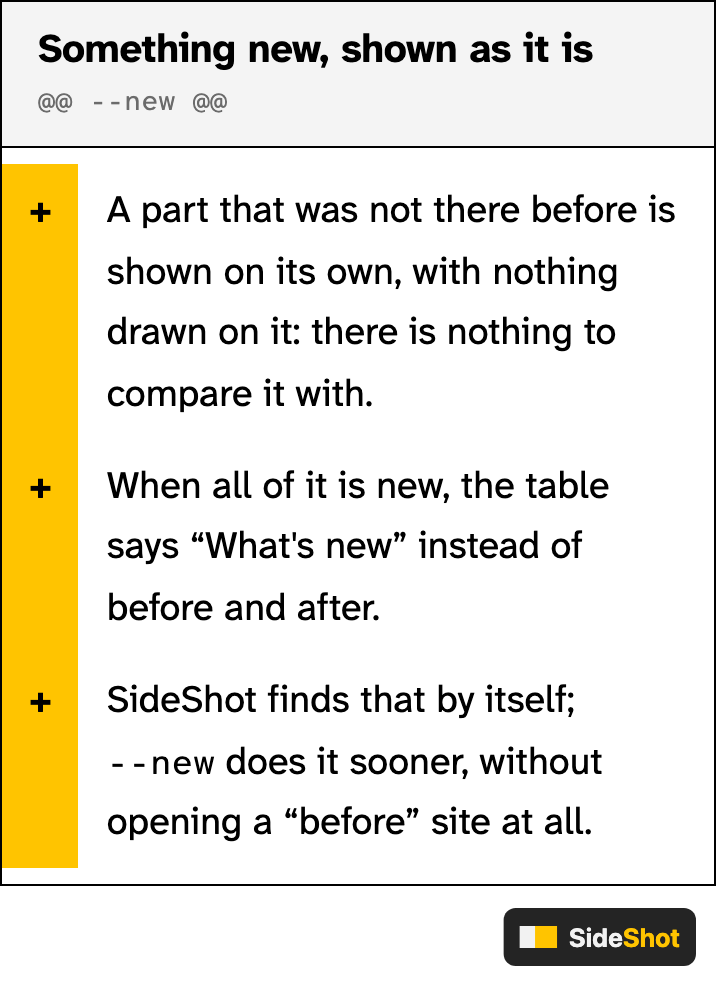 Something new, shown as it is
@@ --new @@
+ A part that was not there before is
shown on its own, with nothing
drawn on it: there is nothing to
compare it with.
+ When all of it is new, the table
says “What's new” instead of
before and after.
+ SideShot finds that by itself;
--new does it sooner, without
opening a “before” site at all.
SideShot